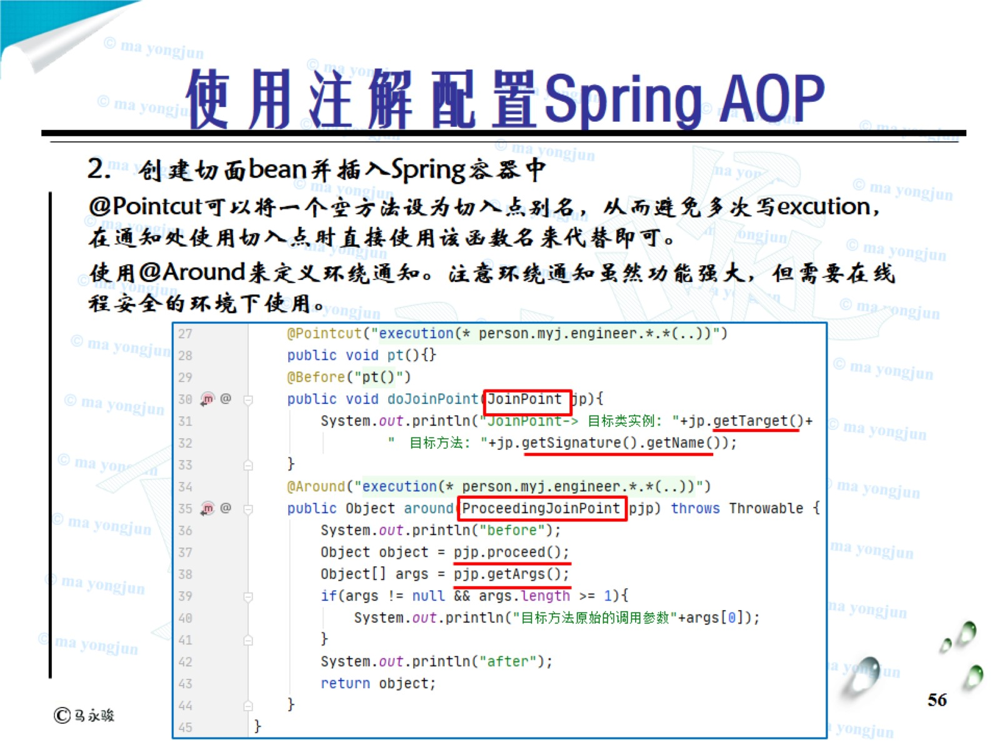 使用注解配置Spring AOP
2. 创建切面bean并插入Spring容器中
@Pointcut可以将一个空方法设为切入点别名，从而避免多次写excution，
在通知处使用切入点时直接使用该函数名来代替即可。
使用@Around来定义环绕通知。注意环绕通知虽然功能强大，但需要在线
程安全的环境下使用。
27 @Pointcut("execution(* person.myj.engineer.*.*(..))")
28 public void pt(){}
29 @Before("pt()")
30 public void doJoinPoint(JoinPoint jp){
31 System.out.println("JoinPoint-> 目标类实例: "+jp.getTarget()+
32 " 目标方法: "+jp.getSignature().getName());
33 }
34 @Around("execution(* person.myj.engineer.*.*(..))")
35 public Object around(ProceedingJoinPoint pjp) throws Throwable {
36 System.out.println("before");
37 Object object = pjp.proceed();
38 Object[] args = pjp.getArgs();
39 if(args != null && args.length >= 1){
40 System.out.println("目标方法原始的调用参数"+args[0]);
41 }
42 System.out.println("after");
43 return object;
44 }
45 }
©马永骏
56
© ma yongjun